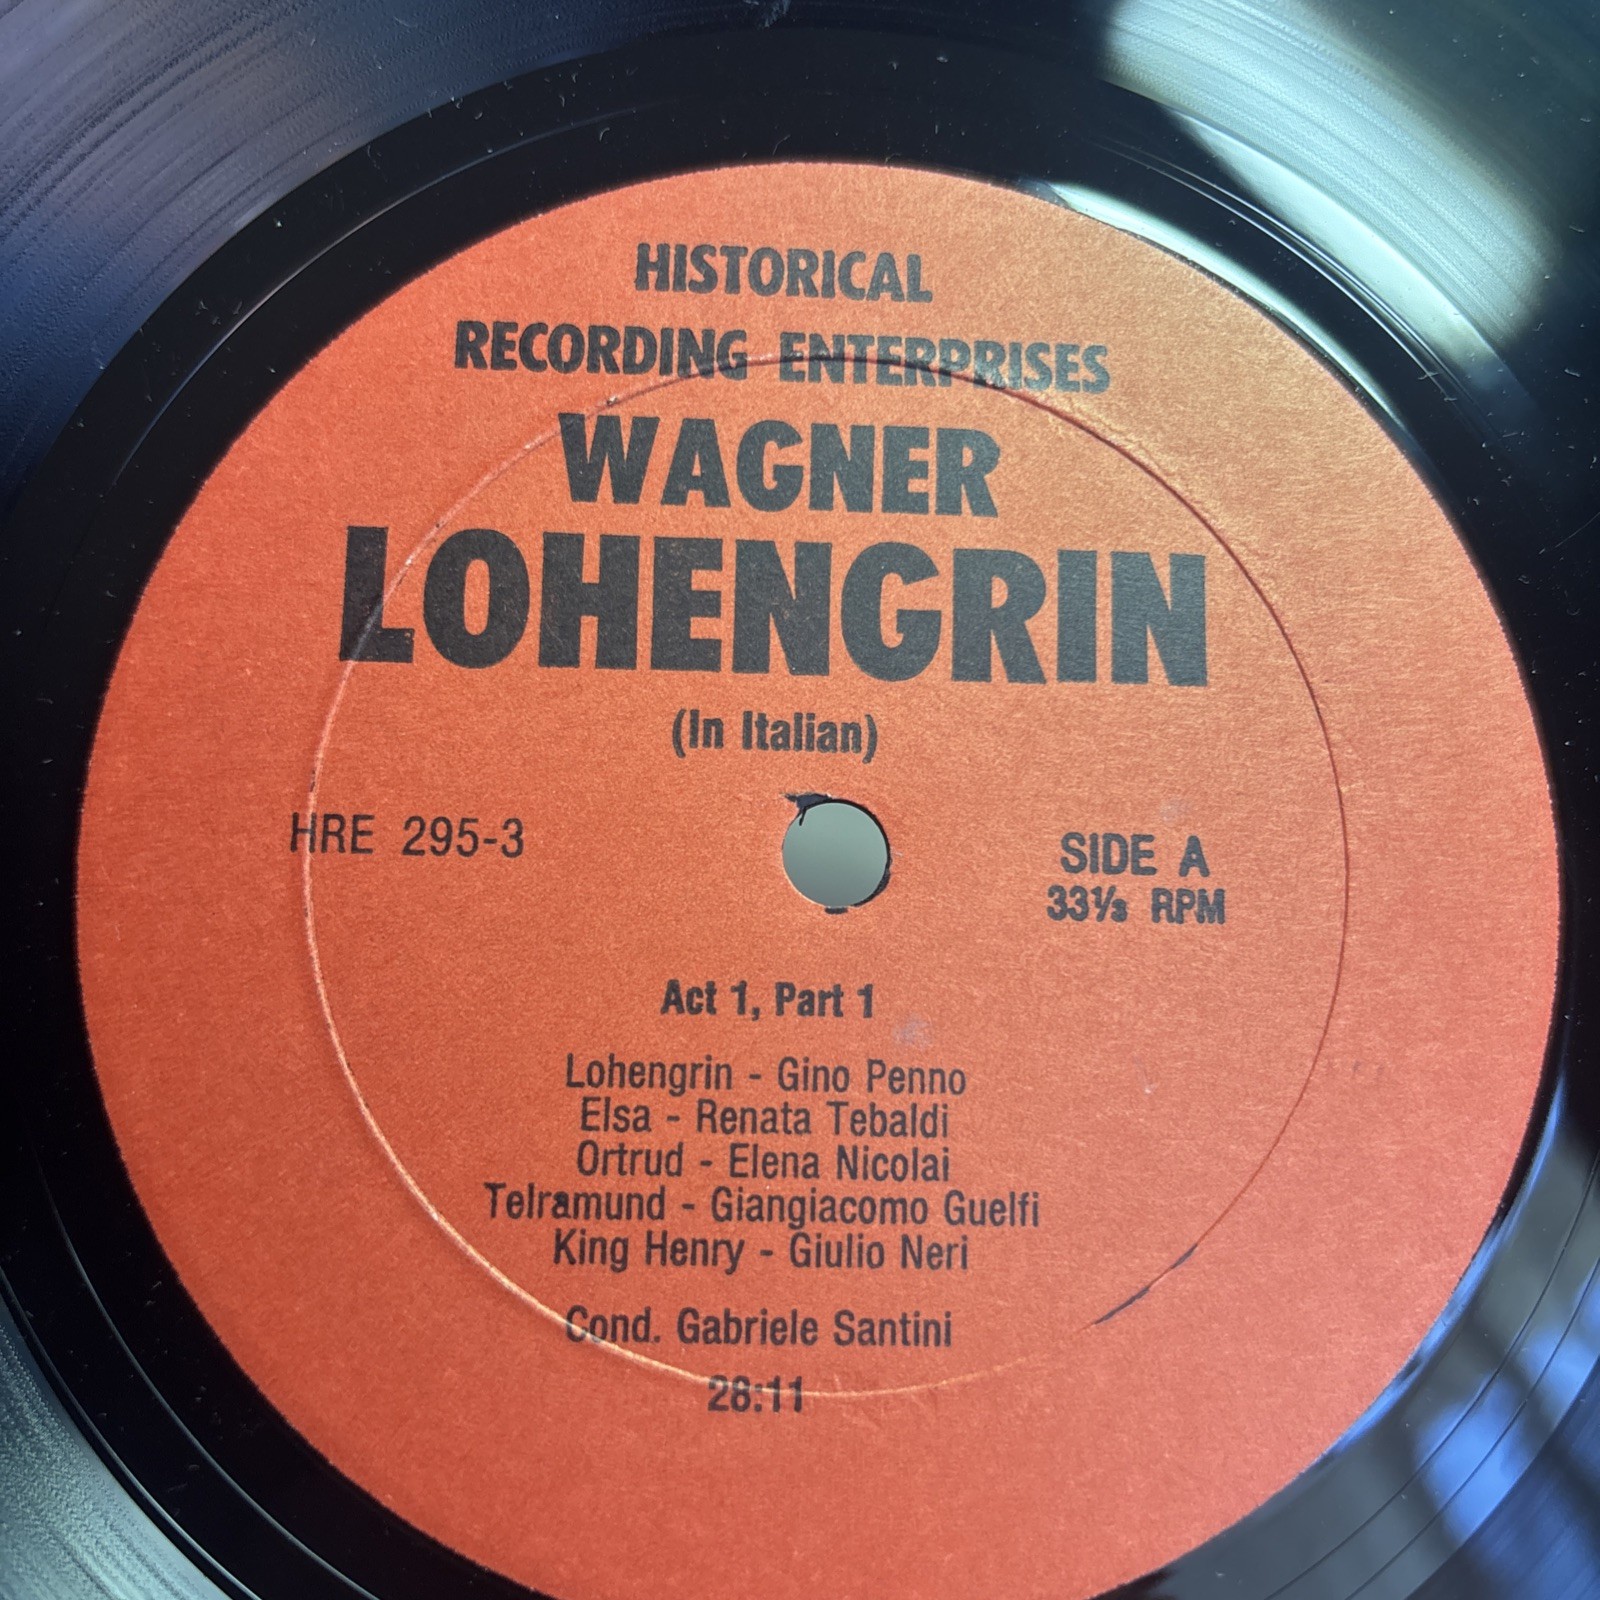 HISTORICAL
RECORDING ENTERPRISES
WAGNER
LOHENGRIN
(In Italian)
HRE 295-3
SIDE A
33⅓ RPM
Act 1, Part 1
Lohengrin - Gino Penno
Elsa - Renata Tebaldi
Ortrud - Elena Nicolai
Telramund - Giangiacomo Guelfi
King Henry - Giulio Neri
Cond. Gabriele Santini
28:11